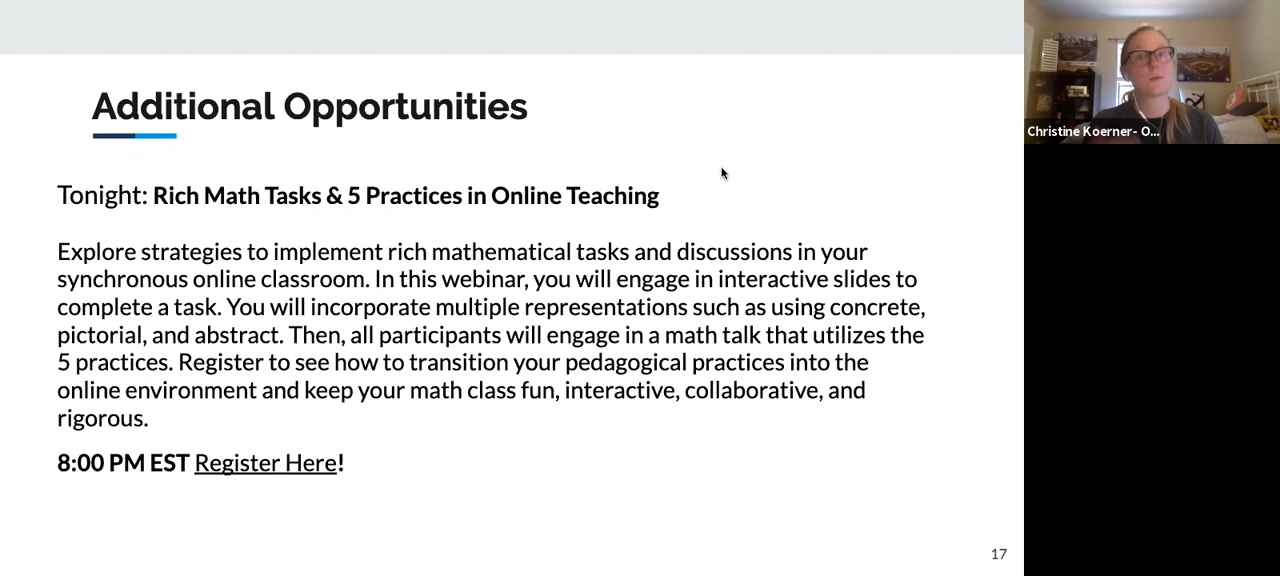 Additional Opportunities
Tonight: Rich Math Tasks & 5 Practices in Online Teaching
Explore strategies to implement rich mathematical tasks and discussions in your
synchronous online classroom. In this webinar, you will engage in interactive slides to
complete a task. You will incorporate multiple representations such as using concrete,
pictorial, and abstract. Then, all participants will engage in a math talk that utilizes the
5 practices. Register to see how to transition your pedagogical practices into the
online environment and keep your math class fun, interactive, collaborative, and
rigorous.
8:00 PM EST Register Here!
17
Christine Koerner- O...